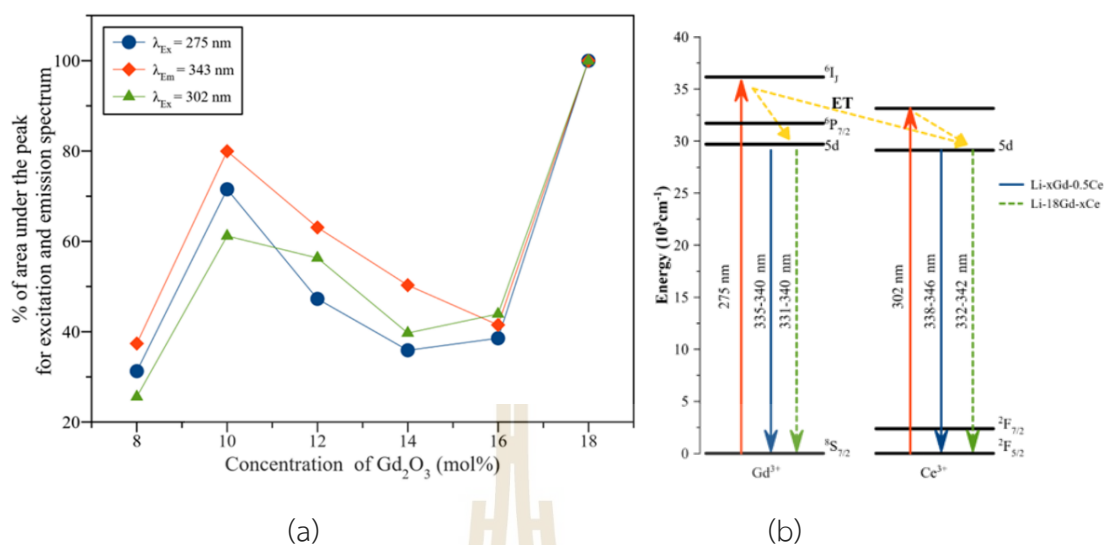 % of area under the peak
for excitation and emission spectrum
λEx = 275 nm
λEm = 343 nm
λEx = 302 nm
100
80
60
40
20
8 10 12 14 16 18
Concentration of Gd2O3 (mol%)
(a)
Energy (10³cm⁻¹)
40
35
30
25
20
15
10
5
0
⁶IJ
ET
⁶P7/2
5d
5d
275 nm
335-340 nm
331-340 nm
302 nm
338-346 nm
332-342 nm
²F7/2
⁸S7/2
²F5/2
Gd³⁺
Ce³⁺
Li-xGd-0.5Ce
Li-18Gd-xCe
(b)